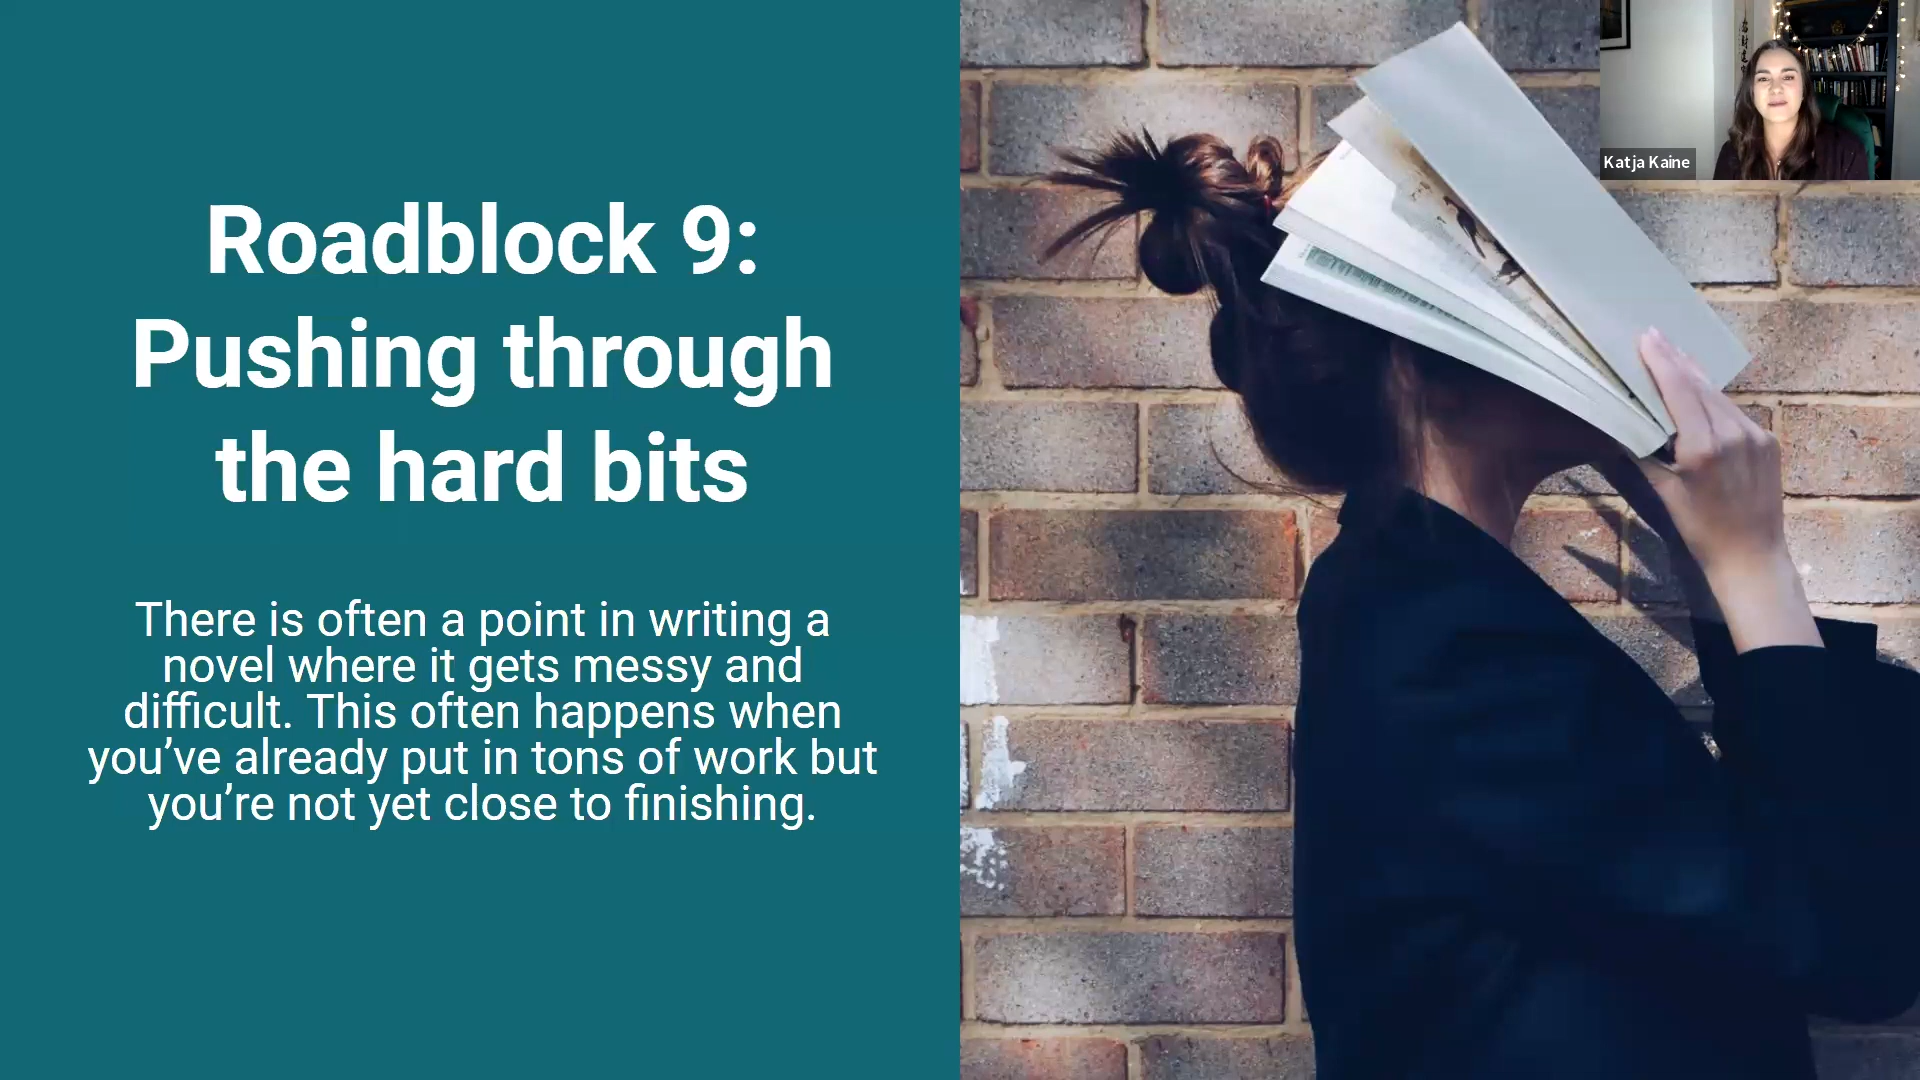 Roadblock 9:
Pushing through
the hard bits
There is often a point in writing a
novel where it gets messy and
difficult. This often happens when
you’ve already put in tons of work but
you’re not yet close to finishing.
Katja Kaine